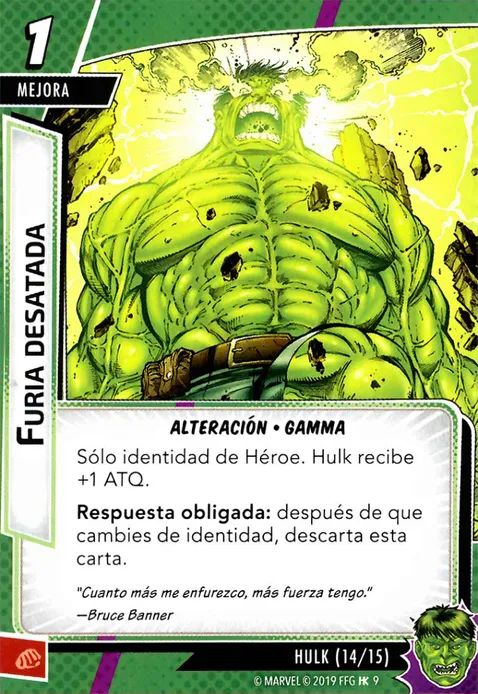 1
MEJORA
FURIA DESATADA
ALTERACIÓN • GAMMA
Sólo identidad de Héroe. Hulk recibe
+1 ATQ.
Respuesta obligada: después de que
cambies de identidad, descarta esta
carta.
"Cuanto más me enfurezco, más fuerza tengo."
—Bruce Banner
HULK (14/15)
© MARVEL © 2019 FFG HK 9